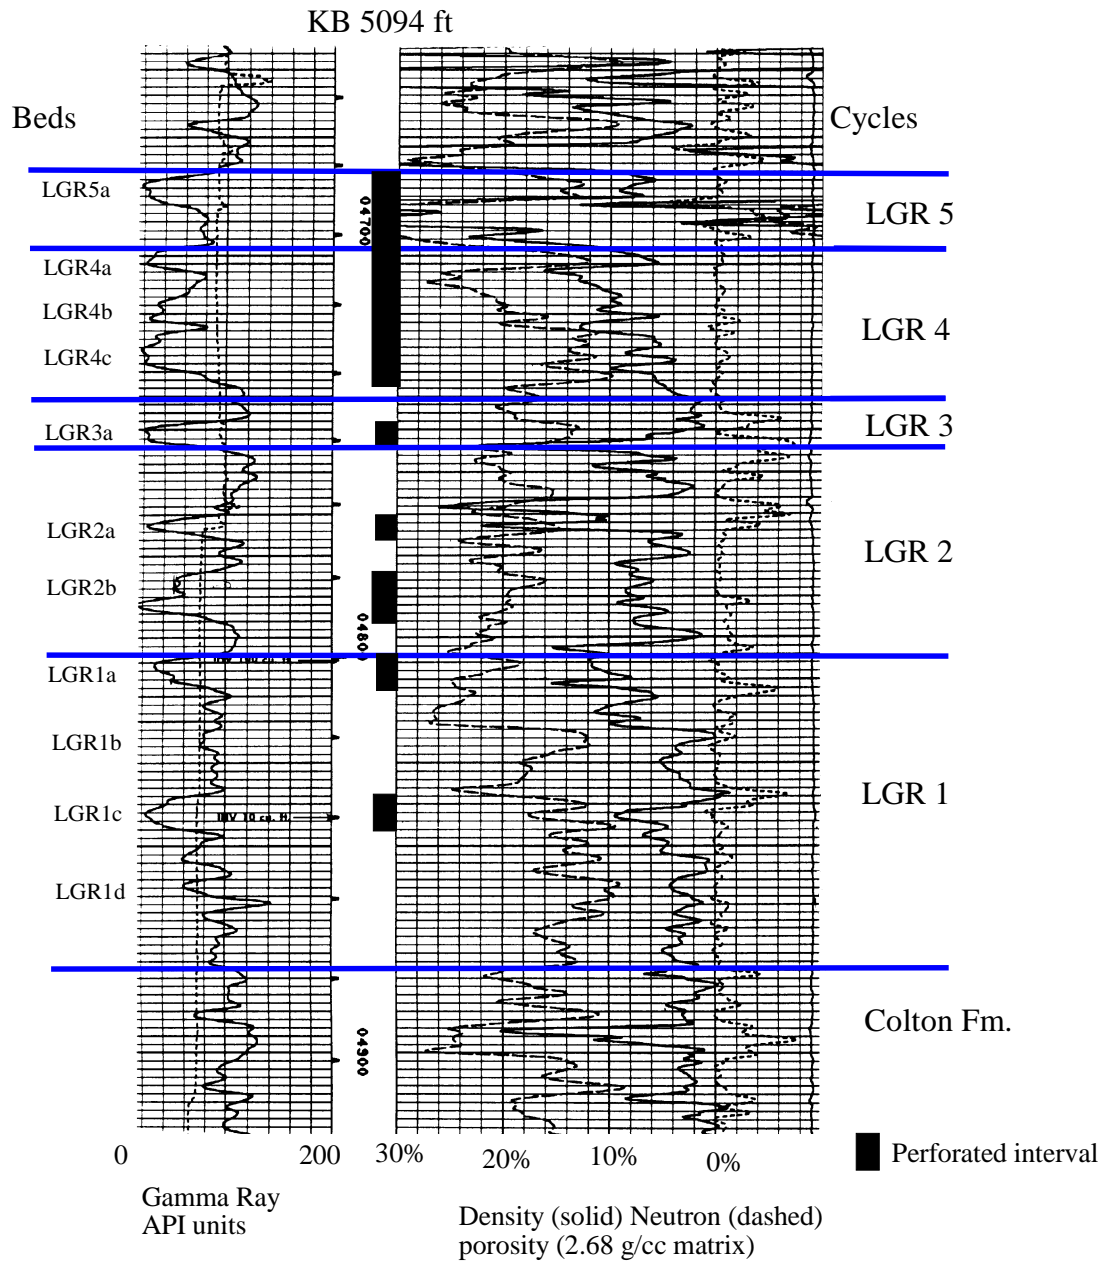 KB 5094 ft
Beds
Cycles
LGR5a
LGR 5
04700
LGR4a
LGR4b
LGR 4
LGR4c
LGR 3
LGR3a
LGR2a
LGR 2
LGR2b
0480
LGR1a
LGR1b
LGR 1
LGR1c
LGR1d
Colton Fm.
04900
0
200
30%
20%
10%
0%
Perforated interval
Gamma Ray
API units
Density (solid) Neutron (dashed)
porosity (2.68 g/cc matrix)